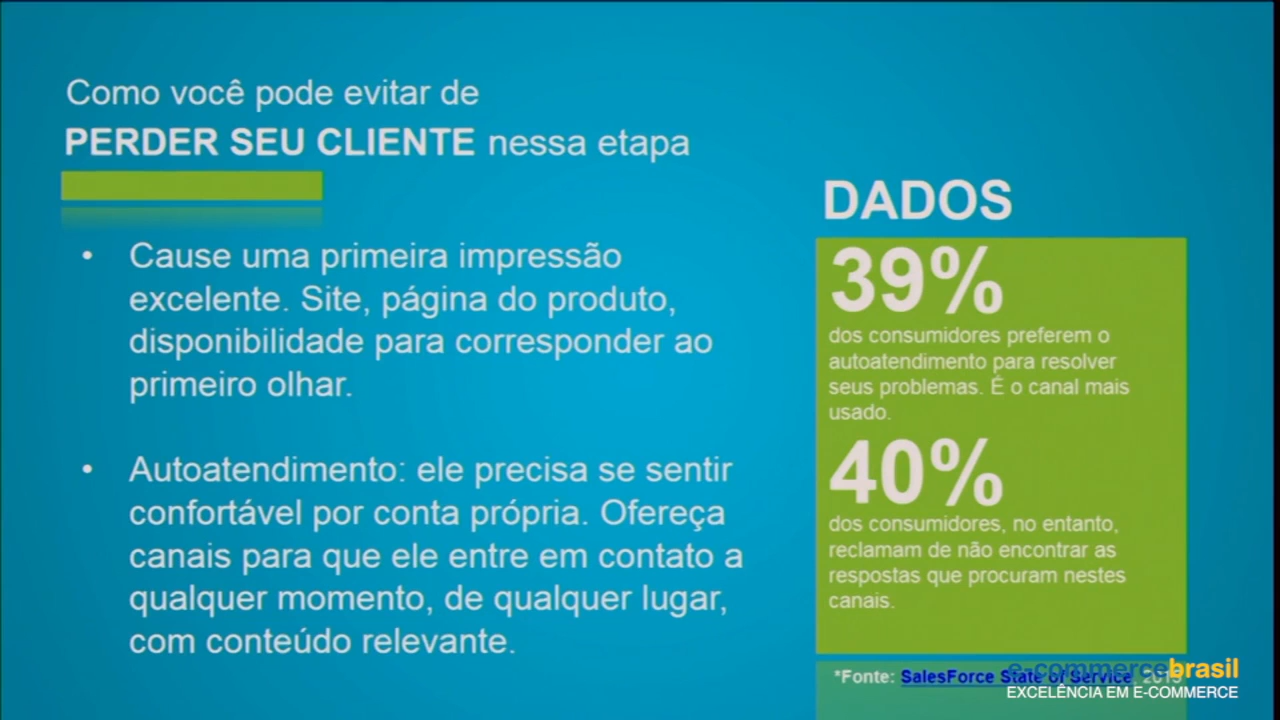 Como você pode evitar de
PERDER SEU CLIENTE nessa etapa
• Cause uma primeira impressão
excelente. Site, página do produto,
disponibilidade para corresponder ao
primeiro olhar.
• Autoatendimento: ele precisa se sentir
confortável por conta própria. Ofereça
canais para que ele entre em contato a
qualquer momento, de qualquer lugar,
com conteúdo relevante.
DADOS
39%
dos consumidores preferem o
autoatendimento para resolver
seus problemas. É o canal mais
usado.
40%
dos consumidores, no entanto,
reclamam de não encontrar as
respostas que procuram nestes
canais.
*Fonte: SalesForce State of Service
e-commercebrasil
EXCELÊNCIA EM E-COMMERCE